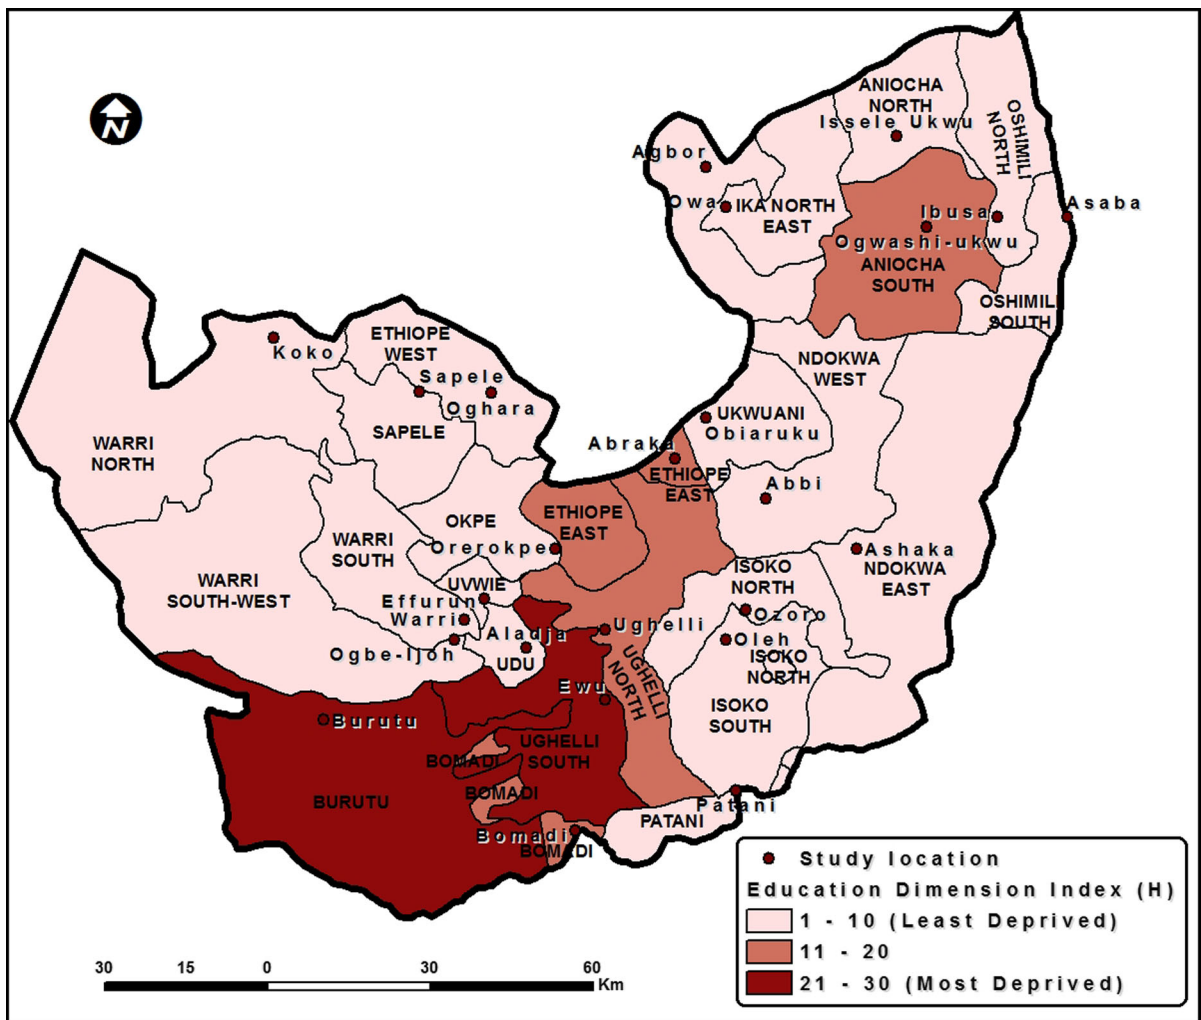 N
ANIOCHA
NORTH
Issele Ukwu
OSHIMILI
NORTH
Agbor
Owa
IKA NORTH
EAST
Ibusa
Asaba
Ogwashi-ukwu
ANIOCHA
SOUTH
OSHIMILI
SOUTH
Koko
ETHIOPE
WEST
Sapele
Oghara
SAPELE
NDOKWA
WEST
UKWUANI
Obiaruku
WARRI
NORTH
Abraka
ETHIOPE
EAST
Abbi
ETHIOPE
EAST
OKPE
Orerokpe
WARRI
SOUTH
Ashaka
NDOKWA
EAST
ISOKO
NORTH
WARRI
SOUTH-WEST
UVWIE
Effurun
Warri
Ozoro
Ughelli
Aladja
Oleh
Ogbe-Ijoh
UDU
ISOKO
NORTH
UGHELLI
NORTH
Ewu
ISOKO
SOUTH
Burutu
UGHELLI
SOUTH
BOMADI
BURUTU
BOMADI
Patani
PATANI
Bomadi
BOMADI
Study location
Education Dimension Index (H)
1 - 10 (Least Deprived)
11 - 20
21 - 30 (Most Deprived)
30 15 0 30 60
Km